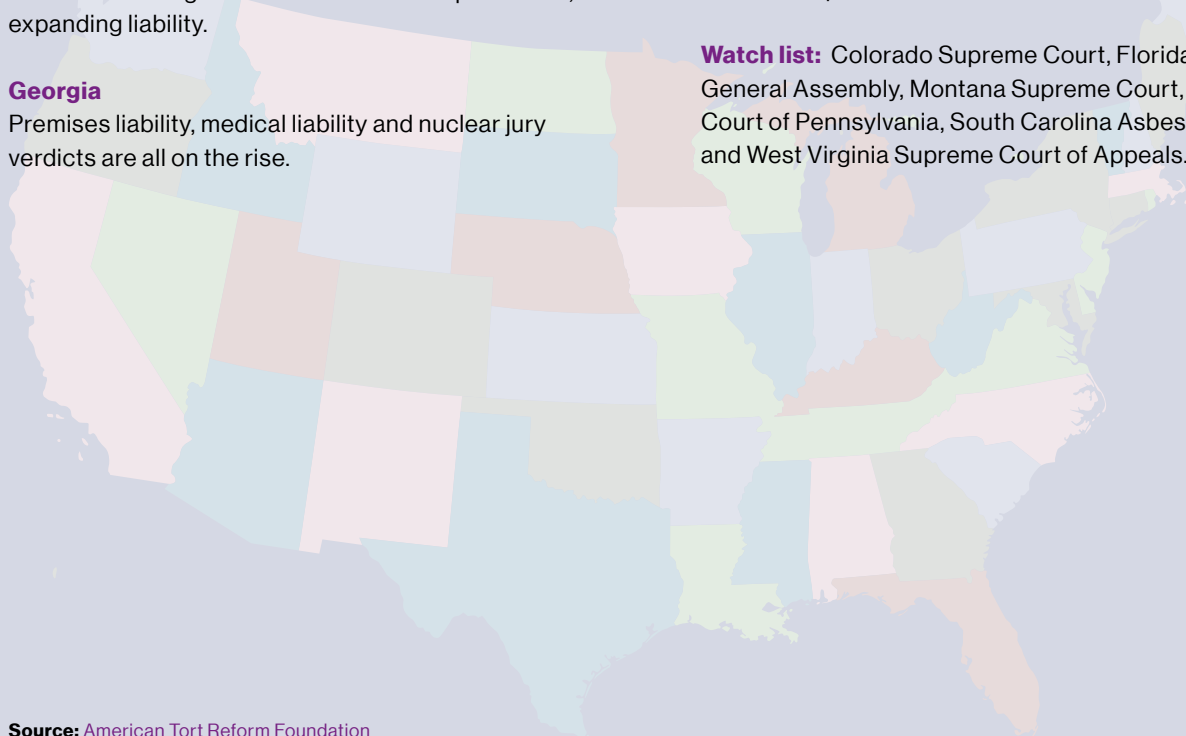 expanding liability.
Georgia
Premises liability, medical liability and nuclear jury
verdicts are all on the rise.
Watch list: Colorado Supreme Court, Florida
General Assembly, Montana Supreme Court,
Court of Pennsylvania, South Carolina
and West Virginia Supreme Court of Appeals.
Source: American Tort Reform Foundation